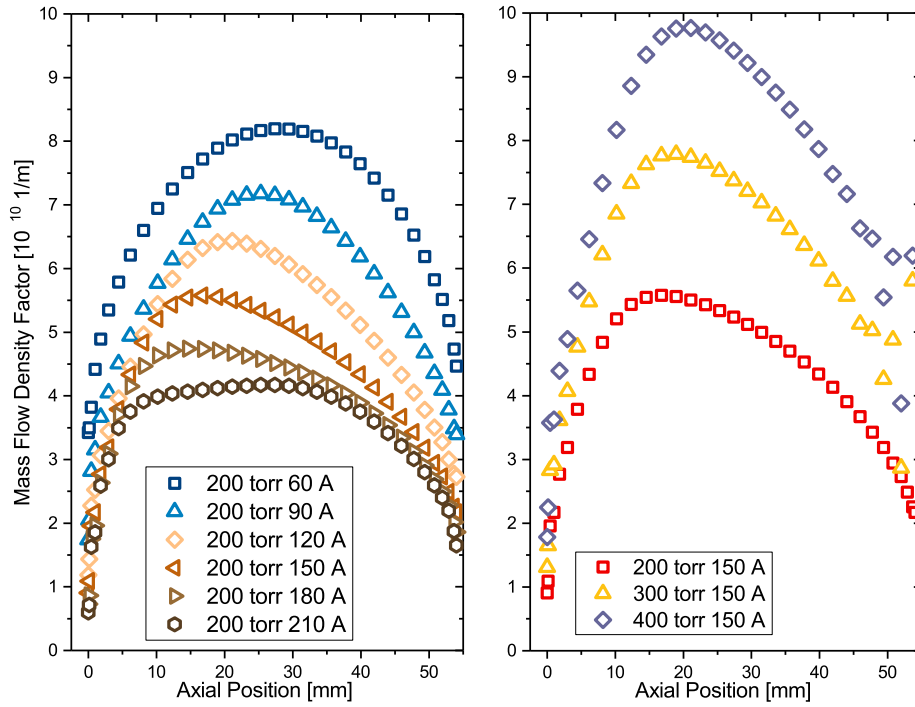 Mass Flow Density Factor [10 ¹⁰ 1/m]
10
9
8
7
6
5
4
3
2
1
0
200 torr 60 A
200 torr 90 A
200 torr 120 A
200 torr 150 A
200 torr 180 A
200 torr 210 A
0 10 20 30 40 50
Axial Position [mm]
10
9
8
7
6
5
4
3
2
1
0
200 torr 150 A
300 torr 150 A
400 torr 150 A
0 10 20 30 40 50
Axial Position [mm]